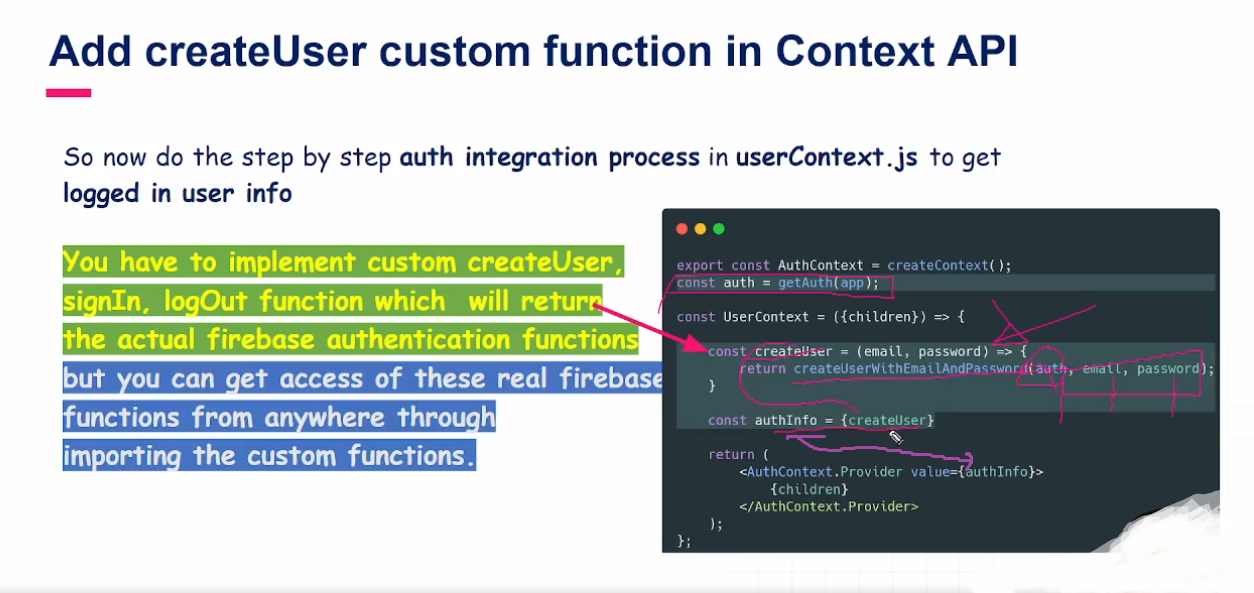 Add createUser custom function in Context API
So now do the step by step auth integration process in userContext.js to get
logged in user info
You have to implement custom createUser,
signIn, logOut function which will return
the actual firebase authentication functions
but you can get access of these real firebase
functions from anywhere through
importing the custom functions.
export const AuthContext = createContext();
const auth = getAuth(app);
const UserContext = ({children}) => {
const createUser = (email, password) => {
return createUserWithEmailAndPassword(auth, email, password);
}
const authInfo = {createUser}
return (
<AuthContext.Provider value={authInfo}>
{children}
</AuthContext.Provider>
);
};